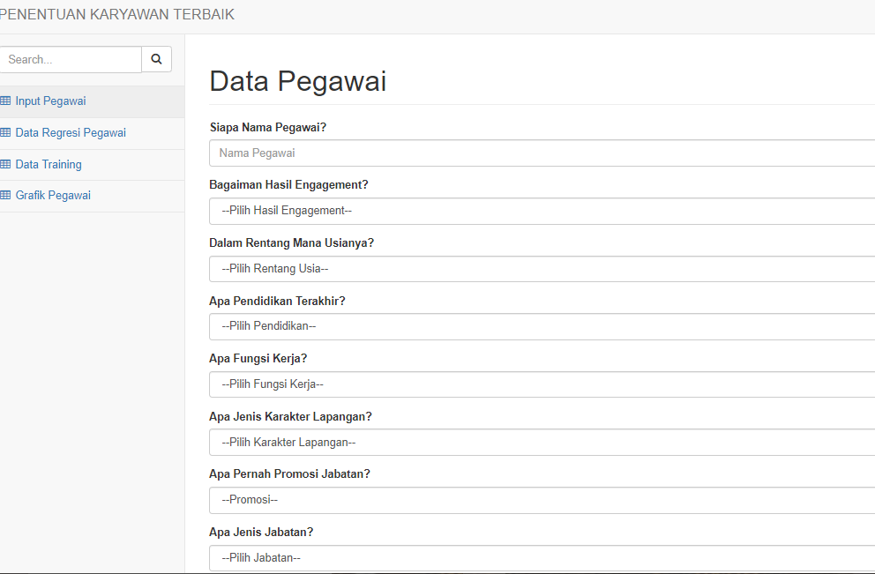 PENENTUAN KARYAWAN TERBAIK
Search...
Input Pegawai
Data Regresi Pegawai
Data Training
Grafik Pegawai
Data Pegawai
Siapa Nama Pegawai?
Nama Pegawai
Bagaiman Hasil Engagement?
--Pilih Hasil Engagement--
Dalam Rentang Mana Usianya?
--Pilih Rentang Usia--
Apa Pendidikan Terakhir?
--Pilih Pendidikan--
Apa Fungsi Kerja?
--Pilih Fungsi Kerja--
Apa Jenis Karakter Lapangan?
--Pilih Karakter Lapangan--
Apa Pernah Promosi Jabatan?
--Promosi--
Apa Jenis Jabatan?
--Pilih Jabatan--